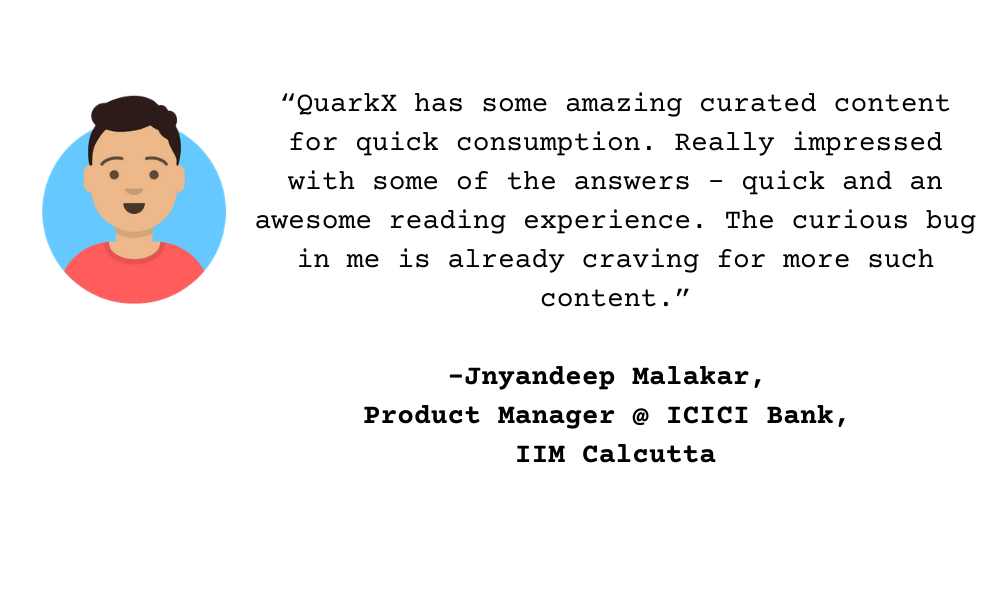 “QuarkX has some amazing curated content
for quick consumption. Really impressed
with some of the answers - quick and an
awesome reading experience. The curious bug
in me is already craving for more such
content.”
-Jnyandeep Malakar,
Product Manager @ ICICI Bank,
IIM Calcutta